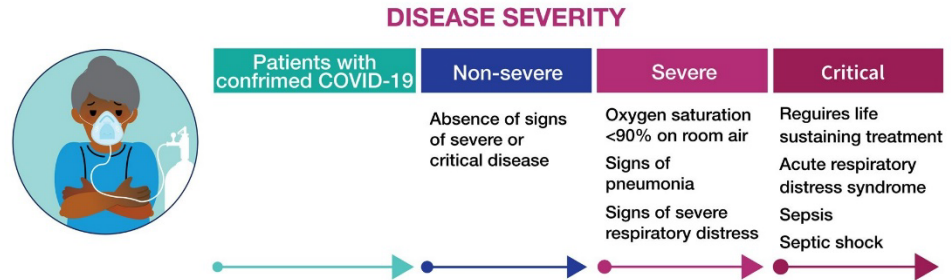 DISEASE SEVERITY
Patients with
confrimed COVID-19
Non-severe
Severe
Critical
Absence of signs
of severe or
critical disease
Oxygen saturation
<90% on room air
Signs of
pneumonia
Signs of severe
respiratory distress
Reguires life
sustaining treatment
Acute respiratory
distress syndrome
Sepsis
Septic shock